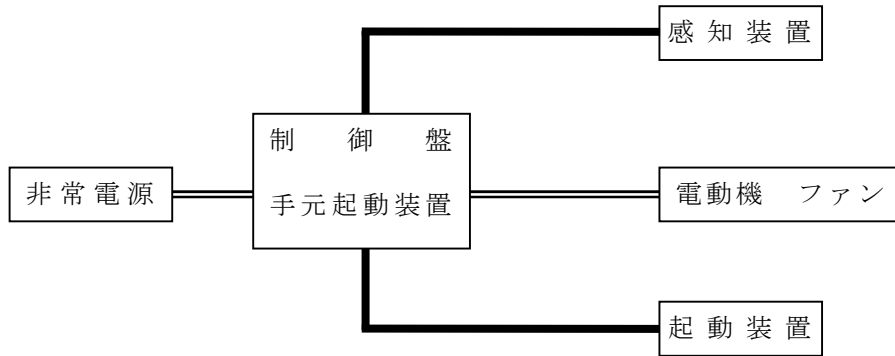 感知装置
制御盤
手元起動装置
非常電源
電動機　ファン
起動装置